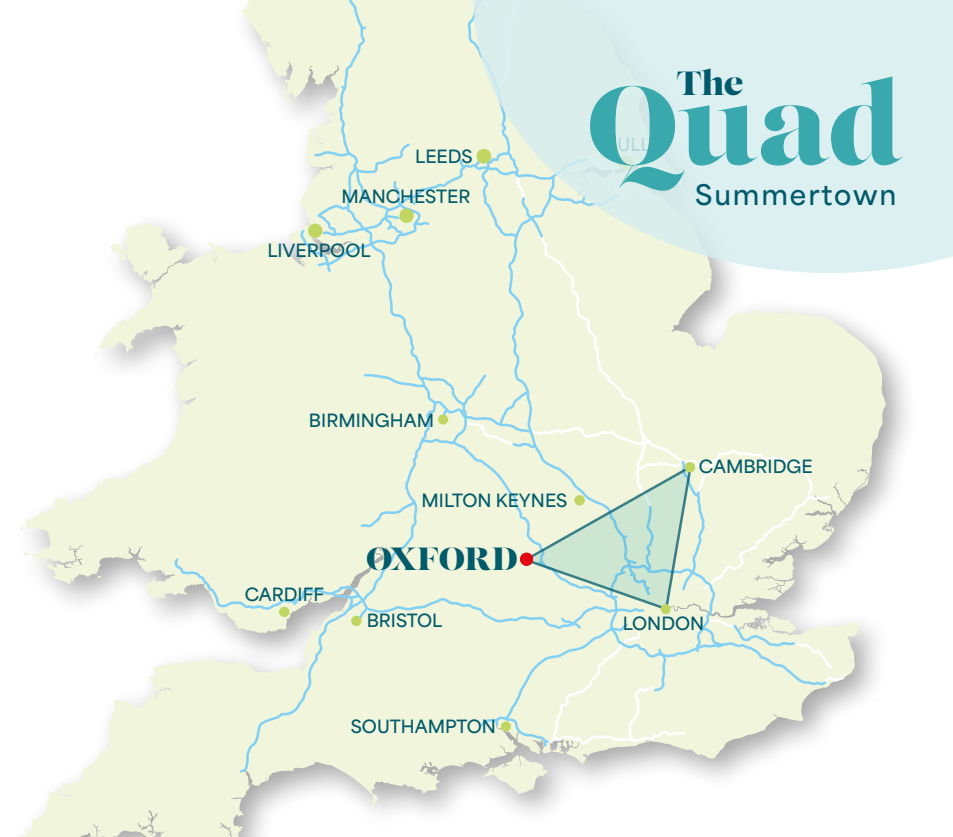 The
Quad
Summertown
LEEDS
MANCHESTER
LIVERPOOL
BIRMINGHAM
CAMBRIDGE
MILTON KEYNES
OXFORD
CARDIFF
BRISTOL
LONDON
SOUTHAMPTON